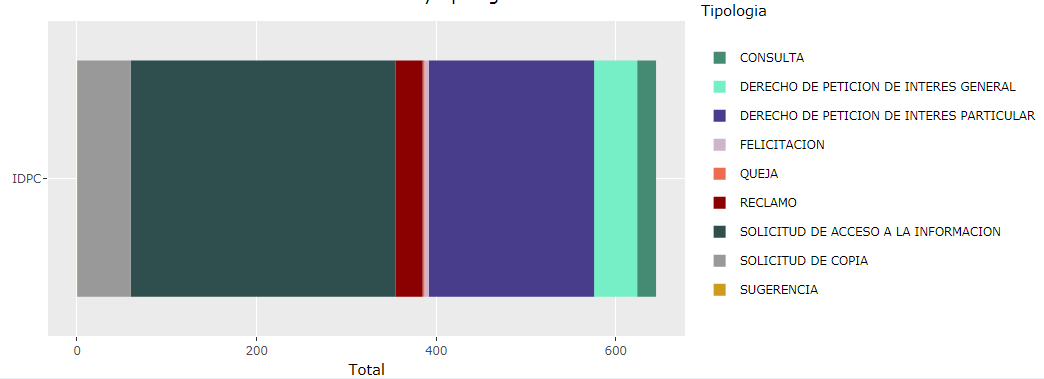 Tipologia
CONSULTA
DERECHO DE PETICION DE INTERES GENERAL
DERECHO DE PETICION DE INTERES PARTICULAR
FELICITACION
QUEJA
RECLAMO
SOLICITUD DE ACCESO A LA INFORMACION
SOLICITUD DE COPIA
SUGERENCIA
IDPC
0 200 400 600
Total